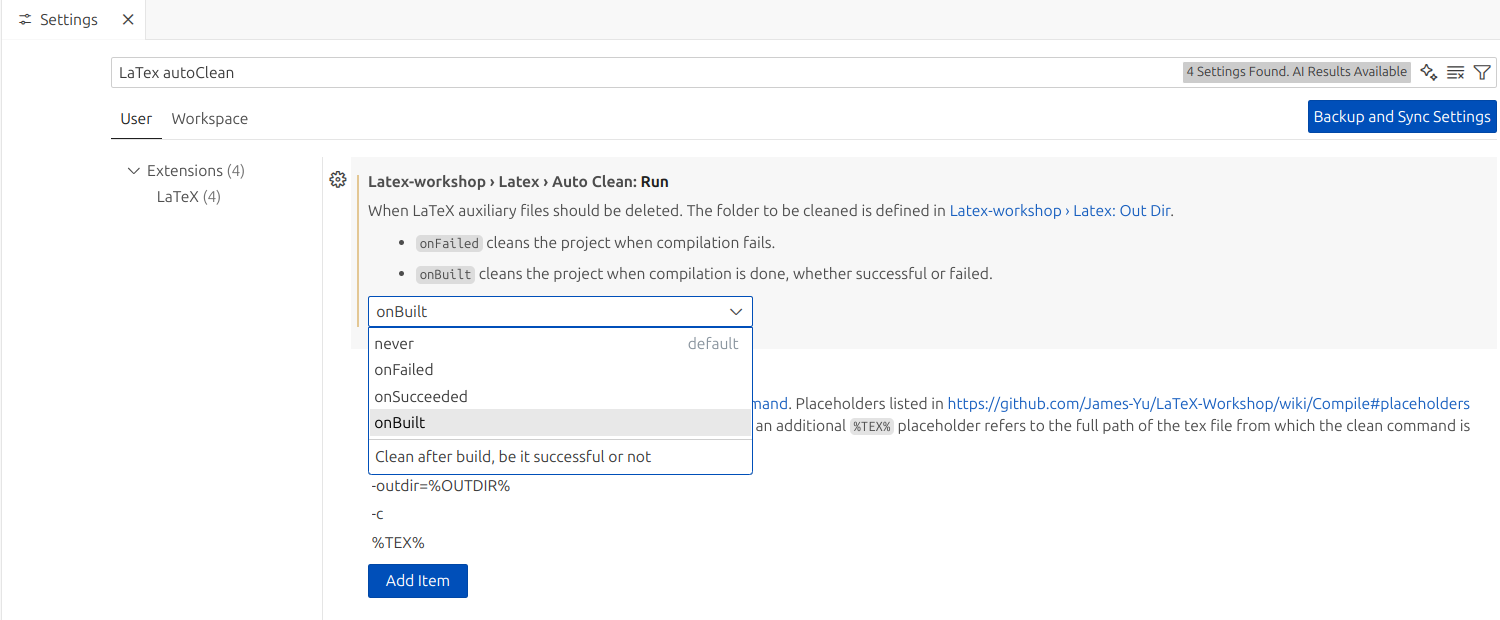 Settings
LaTex autoClean
4 Settings Found. AI Results Available
User Workspace
Backup and Sync Settings
Extensions (4)
LaTeX (4)
Latex-workshop › Latex › Auto Clean: Run
When LaTeX auxiliary files should be deleted. The folder to be cleaned is defined in Latex-workshop › Latex: Out Dir.
• onFailed cleans the project when compilation fails.
• onBuilt cleans the project when compilation is done, whether successful or failed.
onBuilt
never default
onFailed
onSucceeded
onBuilt
Clean after build, be it successful or not
mand. Placeholders listed in https://github.com/James-Yu/LaTeX-Workshop/wiki/Compile#placeholders
an additional %TEX% placeholder refers to the full path of the tex file from which the clean command is
-outdir=%OUTDIR%
-c
%TEX%
Add Item